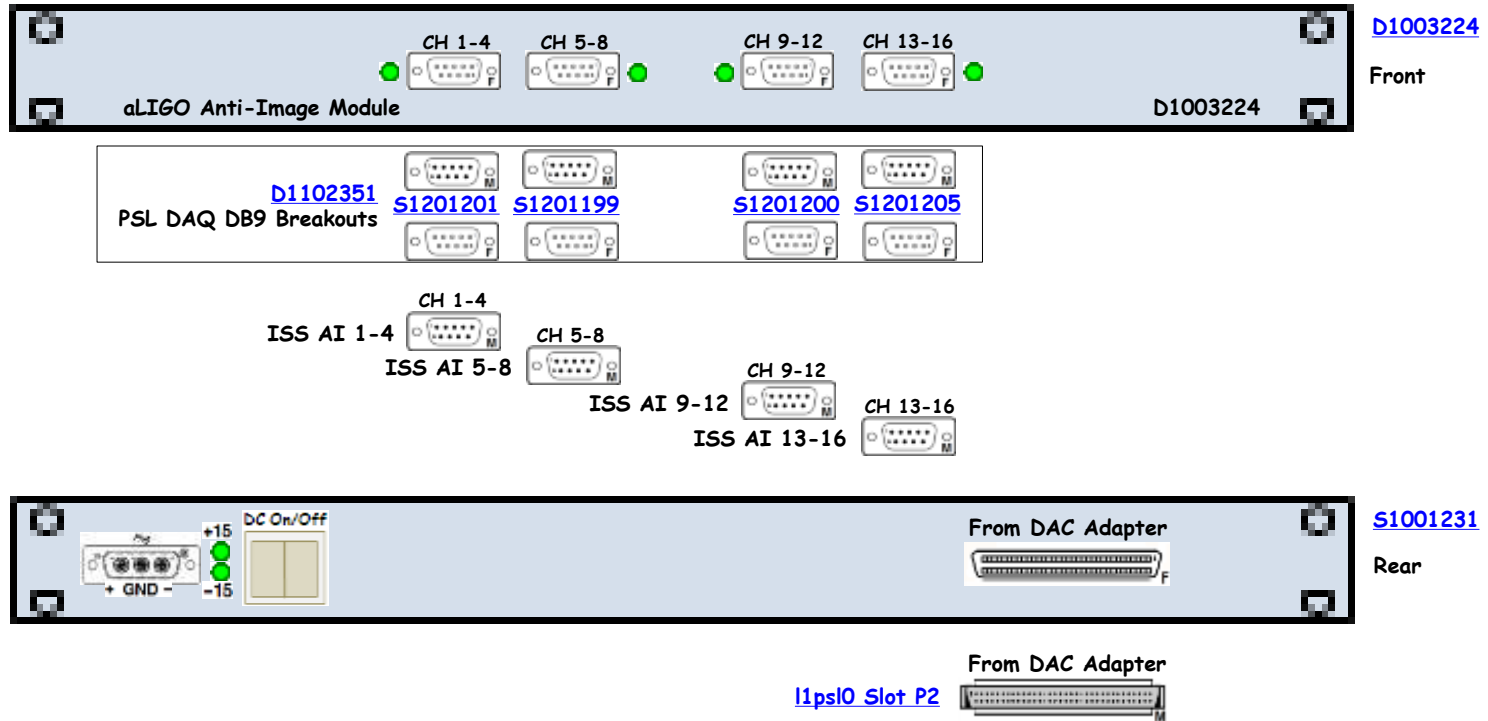 CH 1-4 CH 5-8 CH 9-12 CH 13-16
D1003224
F F F F
Front
aLIGO Anti-Image Module D1003224
M M M M
D1102351
PSL DAQ DB9 Breakouts
S1201201 S1201199 S1201200 S1201205
F F F F
CH 1-4
ISS AI 1-4 M
CH 5-8
ISS AI 5-8 M
CH 9-12
ISS AI 9-12 M
CH 13-16
ISS AI 13-16 M
DC On/Off
+15
From DAC Adapter
S1001231
F
Rear
+ GND -
-15
From DAC Adapter
l1psl0 Slot P2
M